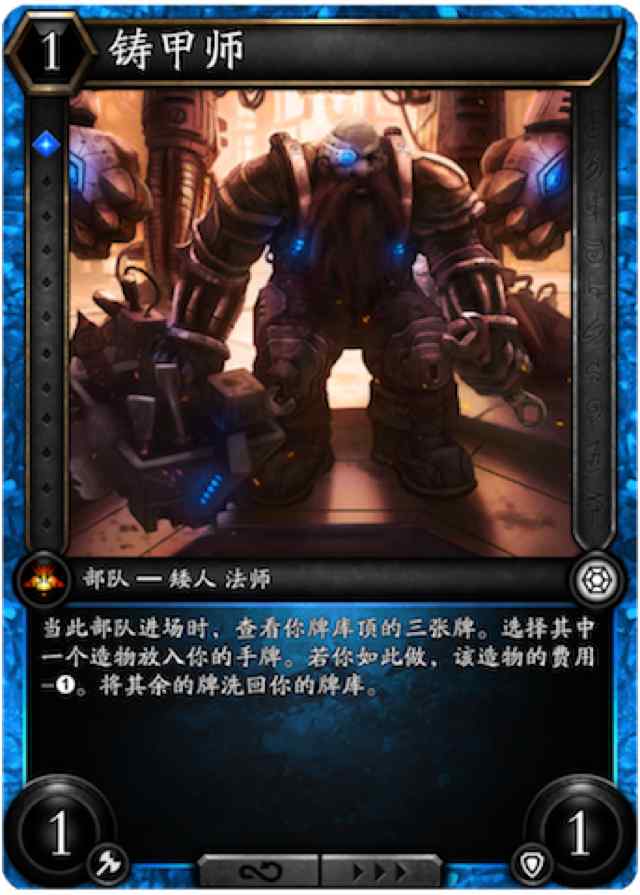 1
铸甲师
部队 — 矮人 法师
当此部队进场时，查看你牌库顶的三张牌。选择其中
一个造物放入你的手牌。若你如此做，该造物的费用
-❶。将其余的牌洗回你的牌库。
1
1